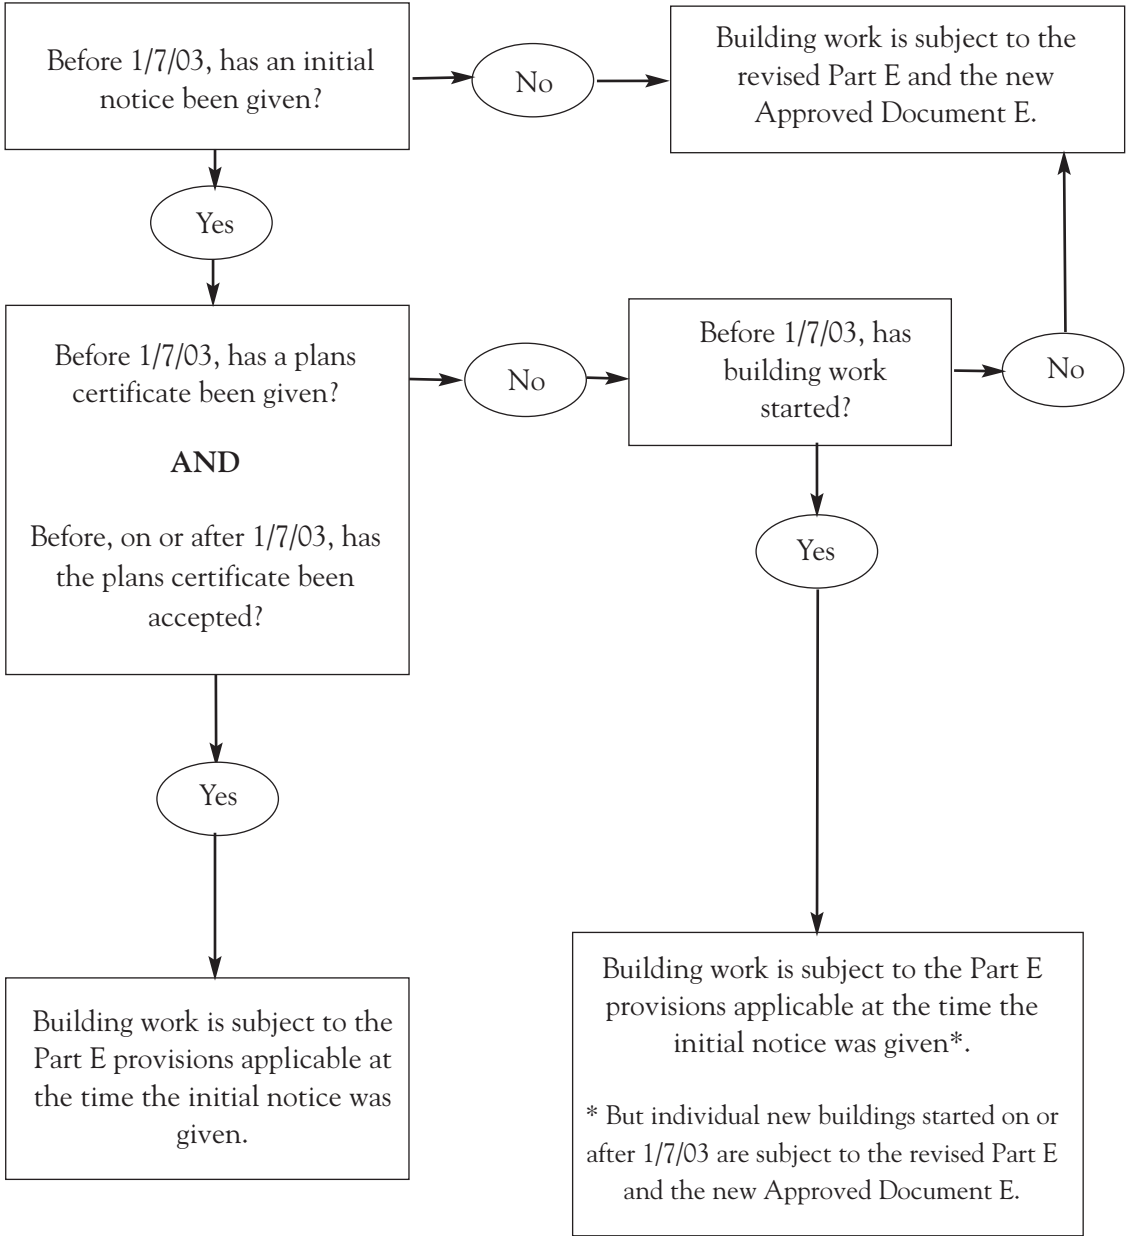 Before 1/7/03, has an initial
notice been given?
No
Building work is subject to the
revised Part E and the new
Approved Document E.
Yes
Before 1/7/03, has a plans
certificate been given?
AND
Before, on or after 1/7/03, has
the plans certificate been
accepted?
No
Before 1/7/03, has
building work
started?
No
Yes
Yes
Building work is subject to the
Part E provisions applicable at
the time the initial notice was
given.
Building work is subject to the Part E
provisions applicable at the time the
initial notice was given*.
* But individual new buildings started on or
after 1/7/03 are subject to the revised Part E
and the new Approved Document E.